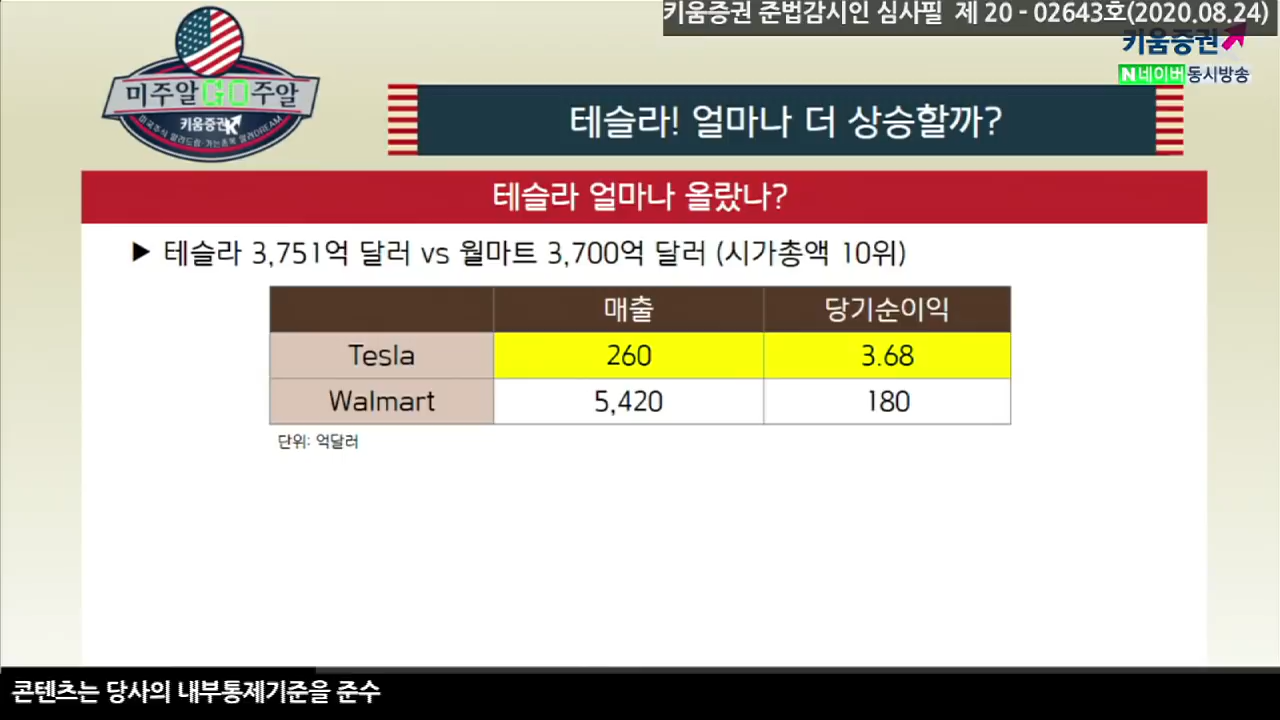 키움증권 준법감시인 심사필 제 20 - 02643호(2020.08.24)
키움증권
N 네이버 동시방송
미주알GO주알
키움증권
테슬라! 얼마나 더 상승할까?
테슬라 얼마나 올랐나?
▶ 테슬라 3,751억 달러 vs 월마트 3,700억 달러 (시가총액 10위)
매출 당기순이익
Tesla 260 3.68
Walmart 5,420 180
단위: 억달러
콘텐츠는 당사의 내부통제기준을 준수